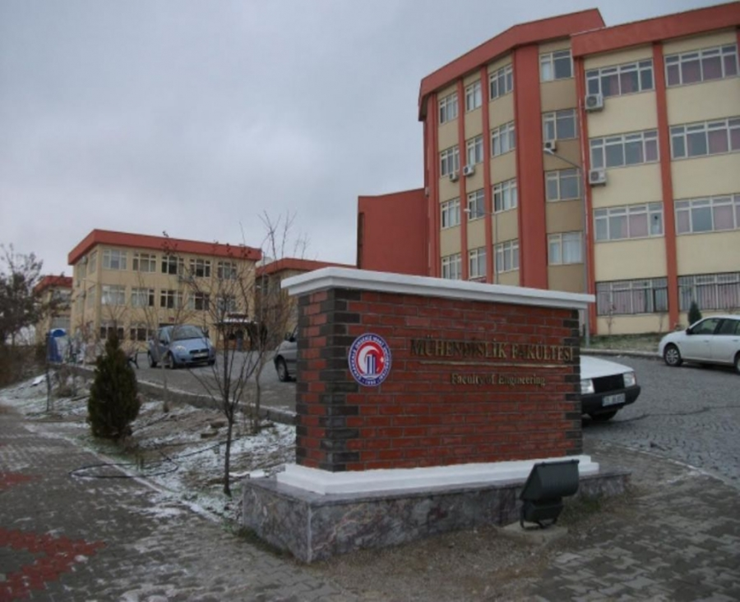 MÜHENDİSLİK FAKÜLTESİ
Faculty of Engineering